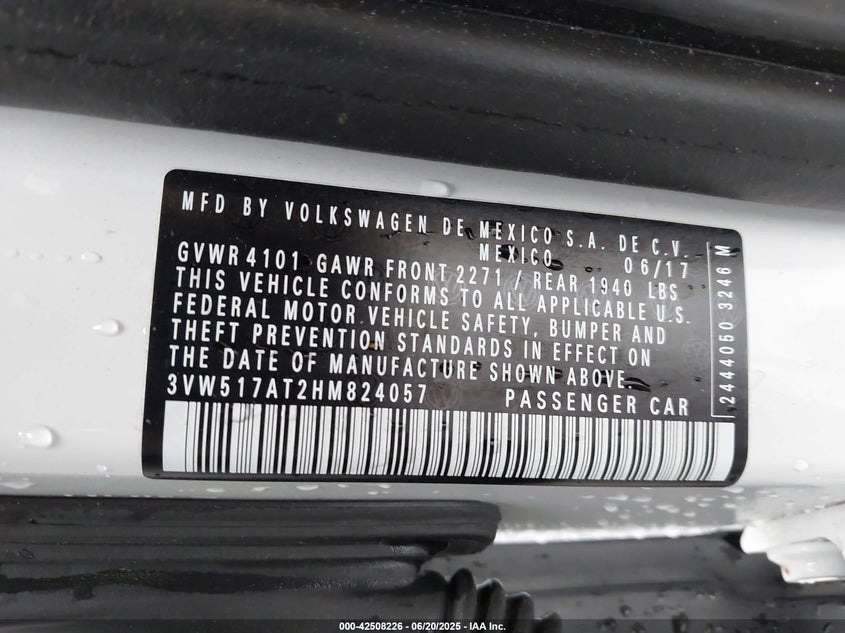 MFD BY VOLKSWAGEN DE MEXICO S.A. DE C.V.
MEXICO 06/17
GVWR 4101 GAWR FRONT 2271 / REAR 1940 LBS
THIS VEHICLE CONFORMS TO ALL APPLICABLE U.S.
FEDERAL MOTOR VEHICLE SAFETY, BUMPER AND
THEFT PREVENTION STANDARDS IN EFFECT ON
THE DATE OF MANUFACTURE SHOWN ABOVE.
3VW517AT2HM824057 PASSENGER CAR
2444050 3246 M
000-42508226 - 06/20/2025 - IAA Inc.